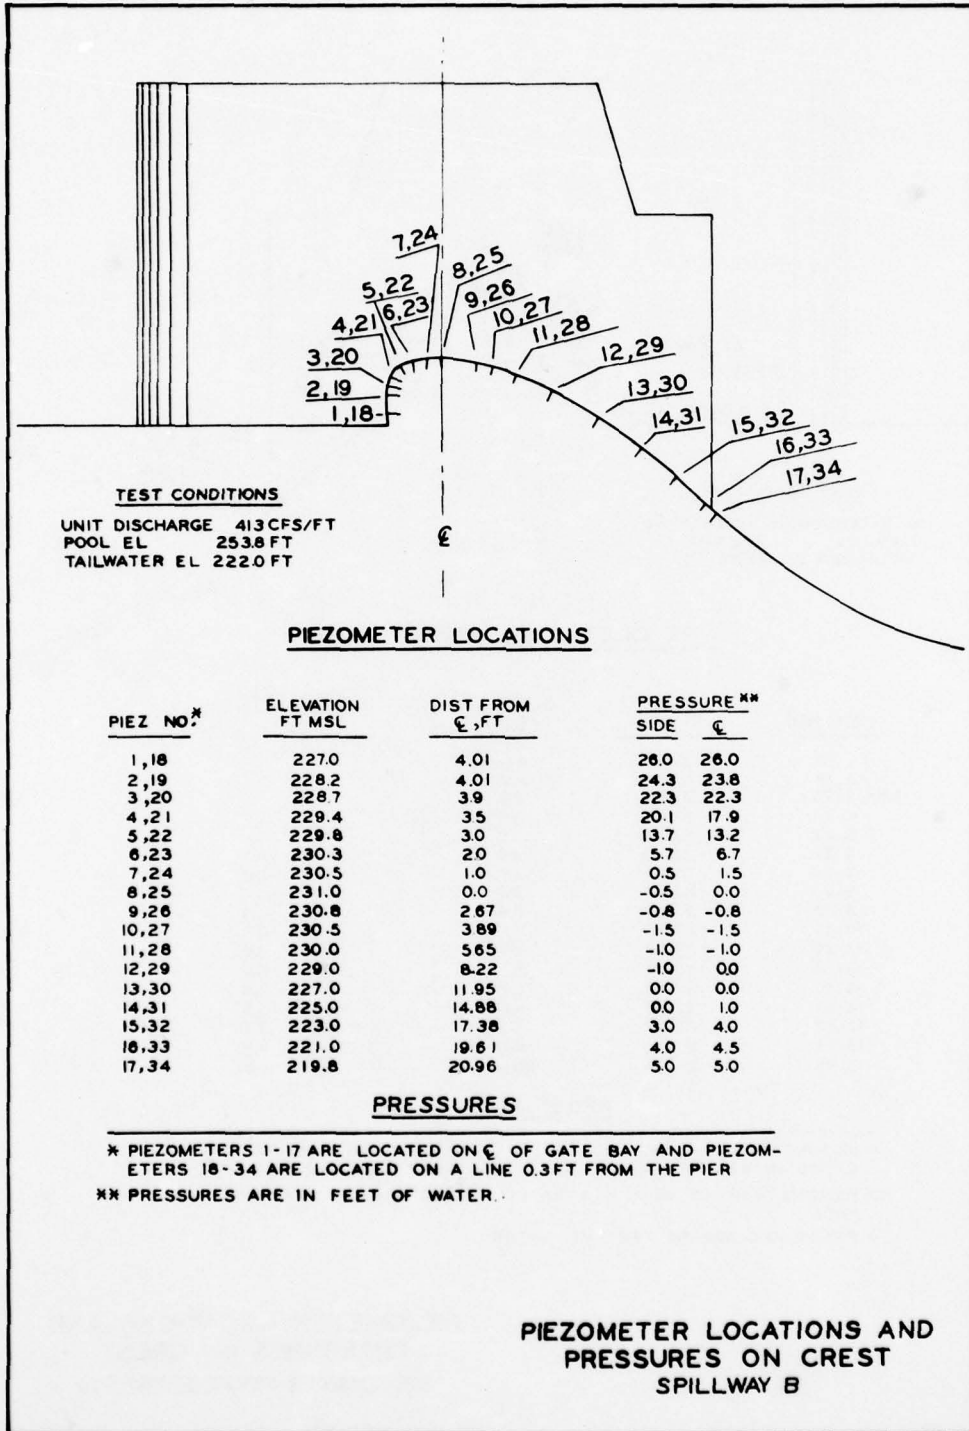 7,24
8,25
5,22
9,26
6,23
10,27
4,21
11,28
3,20
12,29
2,19
13,30
1,18
14,31
15,32
16,33
17,34
TEST CONDITIONS
UNIT DISCHARGE 413 CFS/FT
POOL EL 253.8 FT
TAILWATER EL 222.0 FT
℄
PIEZOMETER LOCATIONS
PIEZ NO.* ELEVATION FT MSL DIST FROM ℄, FT PRESSURE ** SIDE ℄
1,18 227.0 4.01 26.0 26.0
2,19 228.2 4.01 24.3 23.8
3,20 228.7 3.9 22.3 22.3
4,21 229.4 3.5 20.1 17.9
5,22 229.8 3.0 13.7 13.2
6,23 230.3 2.0 5.7 6.7
7,24 230.5 1.0 0.5 1.5
8,25 231.0 0.0 -0.5 0.0
9,26 230.8 2.67 -0.8 -0.8
10,27 230.5 3.89 -1.5 -1.5
11,28 230.0 565 -1.0 -1.0
12,29 229.0 8.22 -1.0 0.0
13,30 227.0 11.95 0.0 0.0
14,31 225.0 14.88 0.0 1.0
15,32 223.0 17.38 3.0 4.0
16,33 221.0 19.61 4.0 4.5
17,34 219.8 20.96 5.0 5.0
PRESSURES
* PIEZOMETERS 1-17 ARE LOCATED ON ℄ OF GATE BAY AND PIEZOM-
ETERS 18-34 ARE LOCATED ON A LINE 0.3 FT FROM THE PIER
** PRESSURES ARE IN FEET OF WATER.
PIEZOMETER LOCATIONS AND
PRESSURES ON CREST
SPILLWAY B